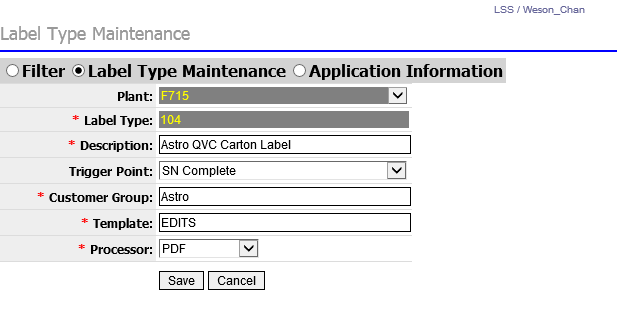 LSS / Weson_Chan
Label Type Maintenance
Filter Label Type Maintenance Application Information
Plant: F715
* Label Type: 104
* Description: Astro QVC Carton Label
Trigger Point: SN Complete
* Customer Group: Astro
* Template: EDITS
* Processor: PDF
Save Cancel